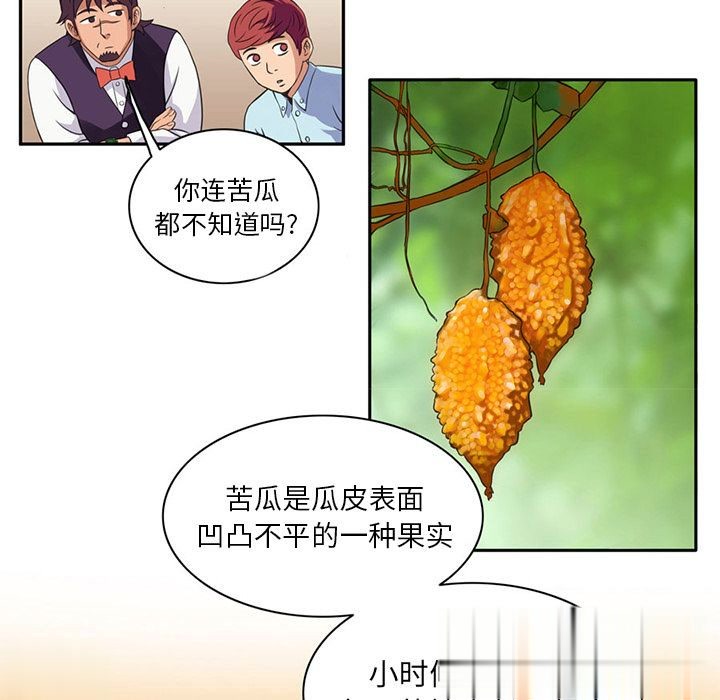 你连苦瓜
都不知道吗?
苦瓜是瓜皮表面
凹凸不平的一种果实
小时